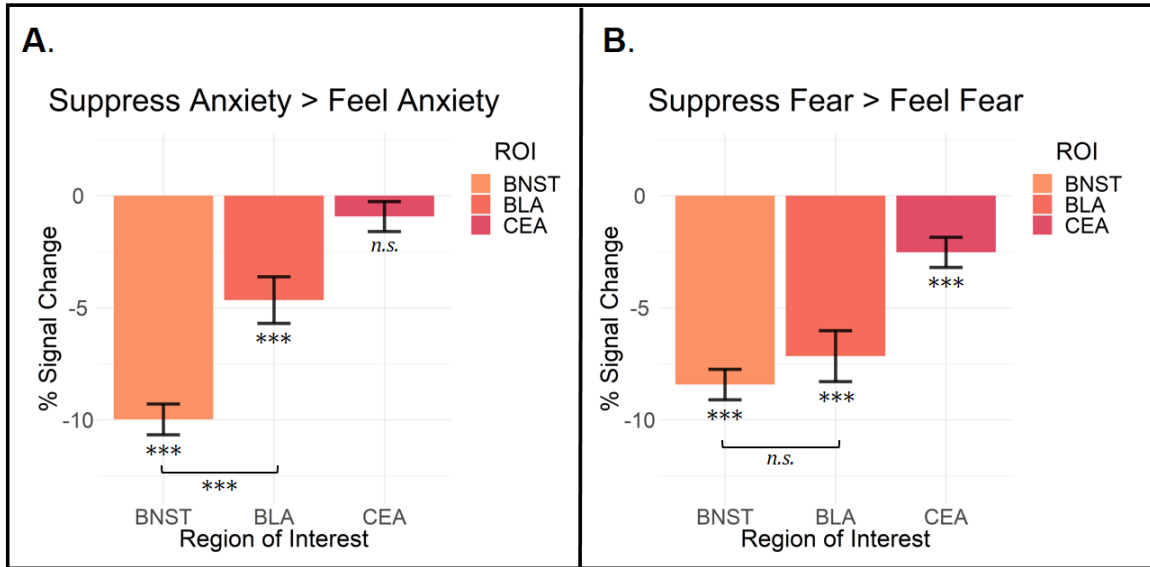 A.
Suppress Anxiety > Feel Anxiety
ROI
BNST
BLA
CEA
% Signal Change
0
-5
-10
n.s.
***
***
***
BNST BLA CEA
Region of Interest
B.
Suppress Fear > Feel Fear
ROI
BNST
BLA
CEA
% Signal Change
0
-5
-10
***
***
***
n.s.
BNST BLA CEA
Region of Interest